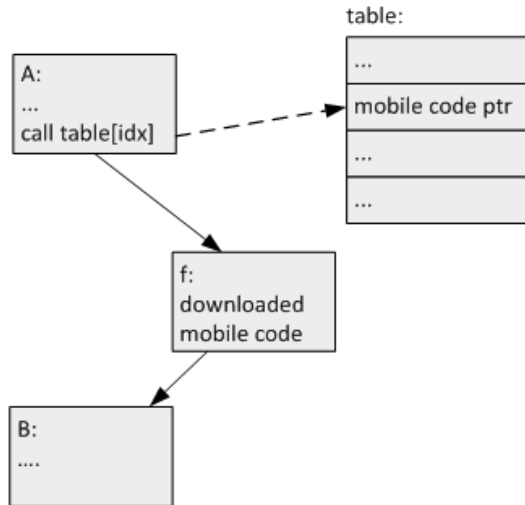 table:
...
mobile code ptr
...
...
A:
...
call table[idx]
f:
downloaded
mobile code
B:
....